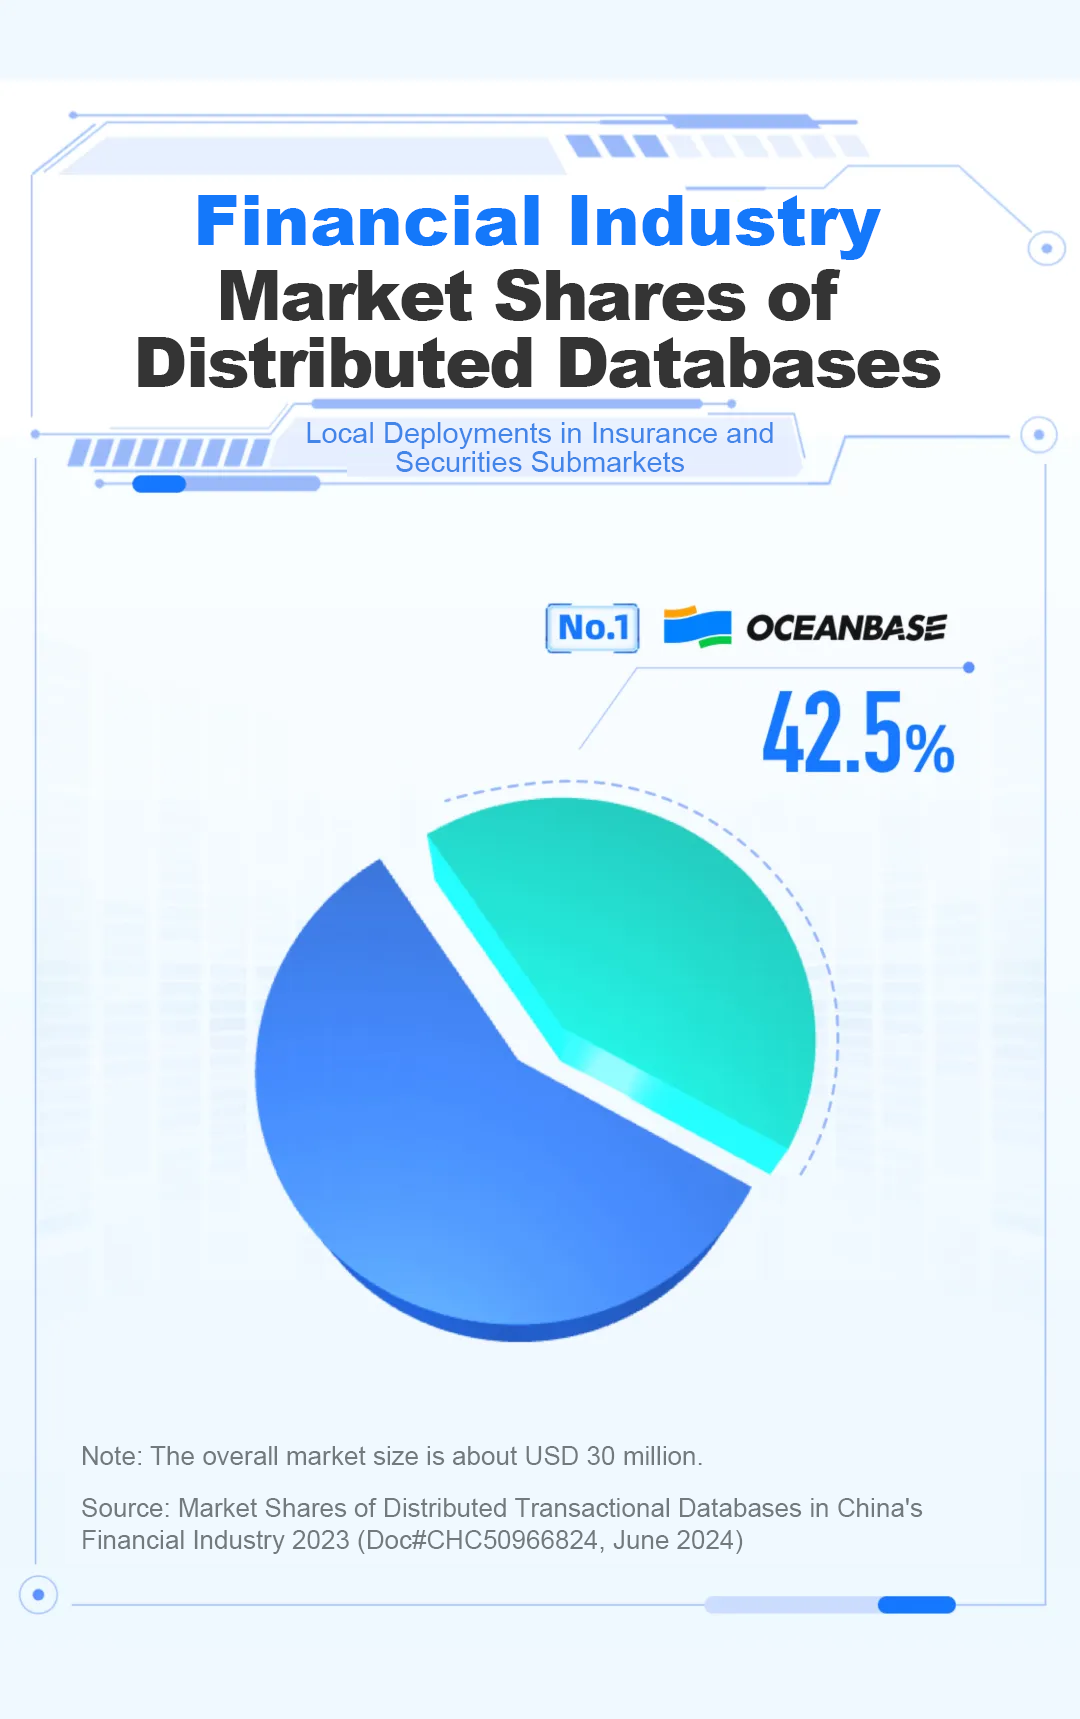 Financial Industry
Market Shares of
Distributed Databases
Local Deployments in Insurance and
Securities Submarkets
No.1 OCEANBASE
42.5%
Note: The overall market size is about USD 30 million.
Source: Market Shares of Distributed Transactional Databases in China's
Financial Industry 2023 (Doc#CHC50966824, June 2024)